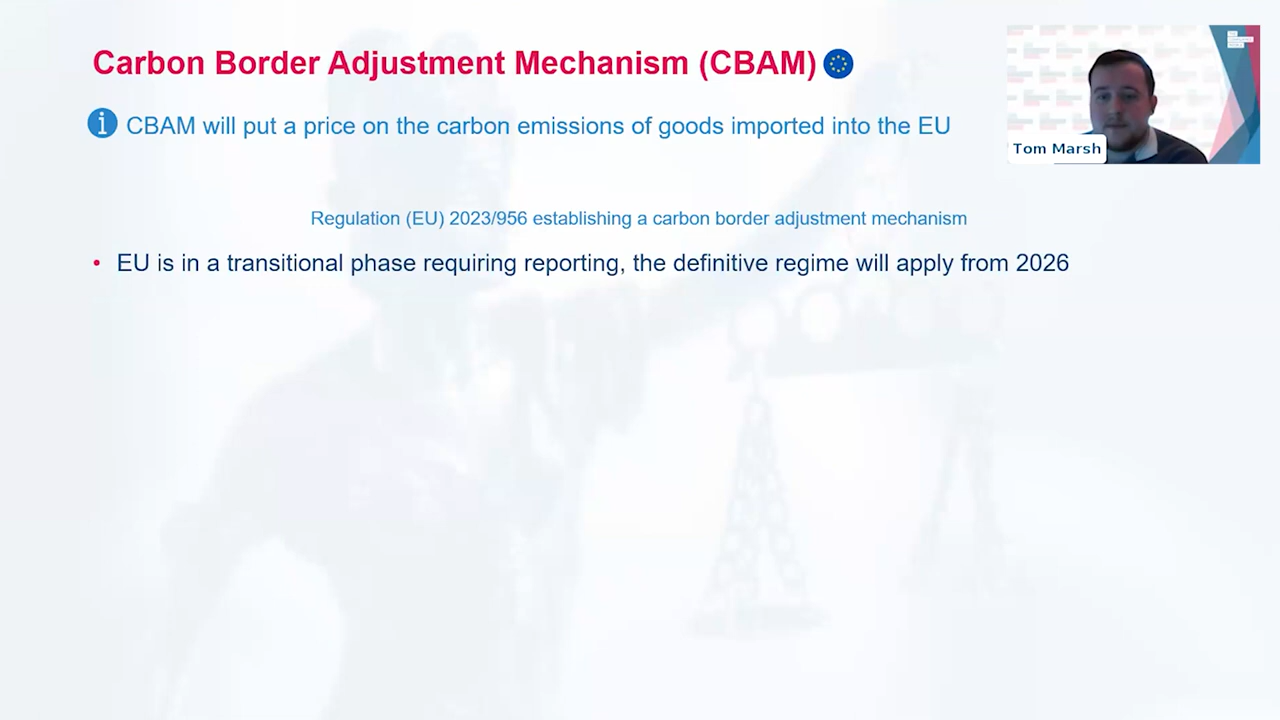 Carbon Border Adjustment Mechanism (CBAM)
CBAM will put a price on the carbon emissions of goods imported into the EU
Tom Marsh
Regulation (EU) 2023/956 establishing a carbon border adjustment mechanism
• EU is in a transitional phase requiring reporting, the definitive regime will apply from 2026